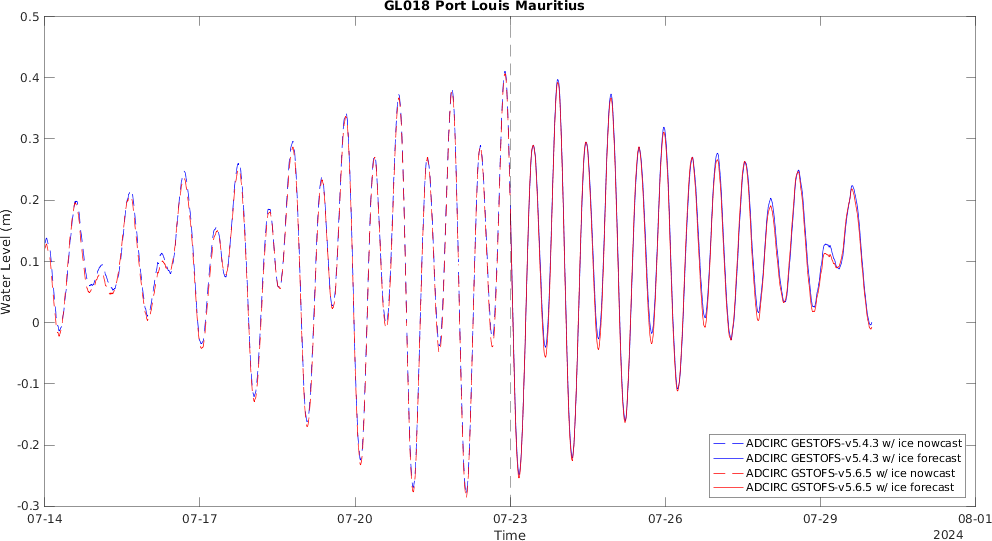 GL018 Port Louis Mauritius
0.5
0.4
0.3
0.2
0.1
0
-0.1
-0.2
-0.3
Water Level (m)
ADCIRC GESTOFS-v5.4.3 w/ ice nowcast
ADCIRC GESTOFS-v5.4.3 w/ ice forecast
ADCIRC GSTOFS-v5.6.5 w/ ice nowcast
ADCIRC GSTOFS-v5.6.5 w/ ice forecast
07-14 07-17 07-20 07-23 07-26 07-29 08-01
Time
2024